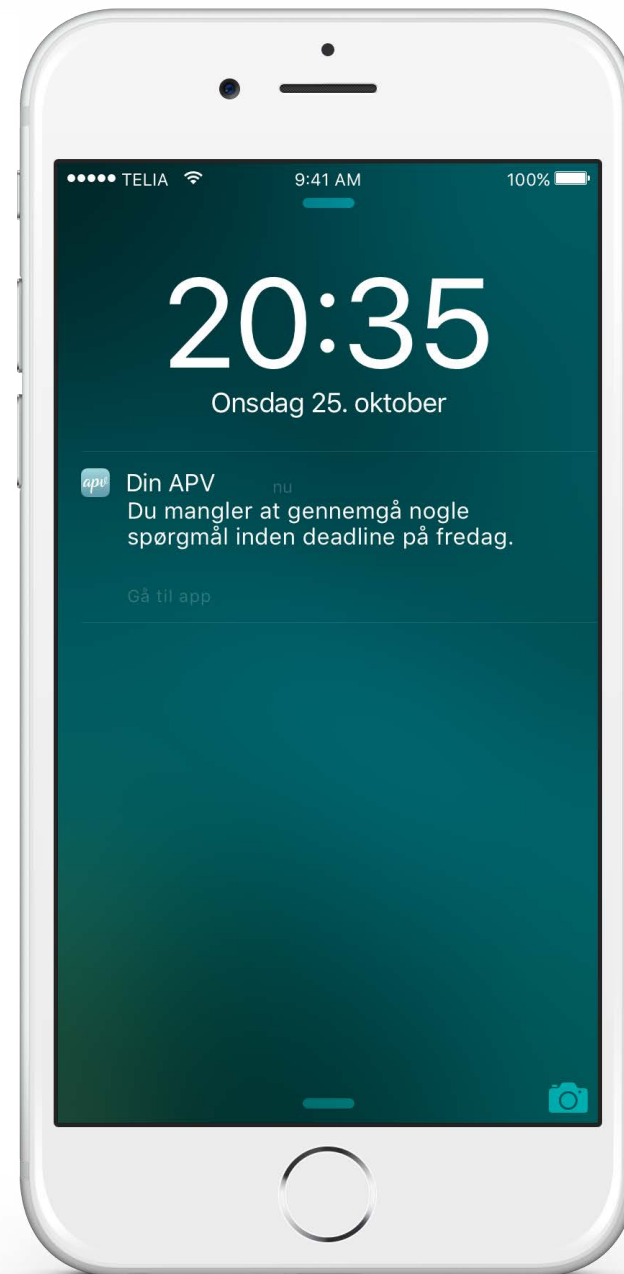 TELIA 9:41 AM 100%
20:35
Onsdag 25. oktober
apv Din APV nu
Du mangler at gennemgå nogle
spørgmål inden deadline på fredag.
Gå til app